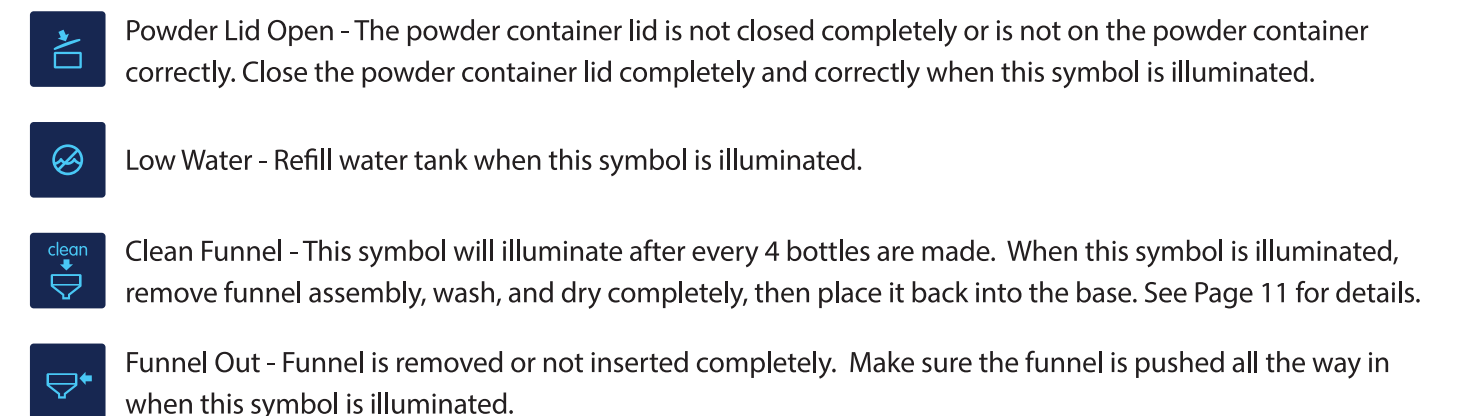 Powder Lid Open - The powder container lid is not closed completely or is not on the powder container
correctly. Close the powder container lid completely and correctly when this symbol is illuminated.
Low Water - Refill water tank when this symbol is illuminated.
clean
Clean Funnel - This symbol will illuminate after every 4 bottles are made.  When this symbol is illuminated,
remove funnel assembly, wash, and dry completely, then place it back into the base. See Page 11 for details.
Funnel Out - Funnel is removed or not inserted completely.  Make sure the funnel is pushed all the way in
when this symbol is illuminated.